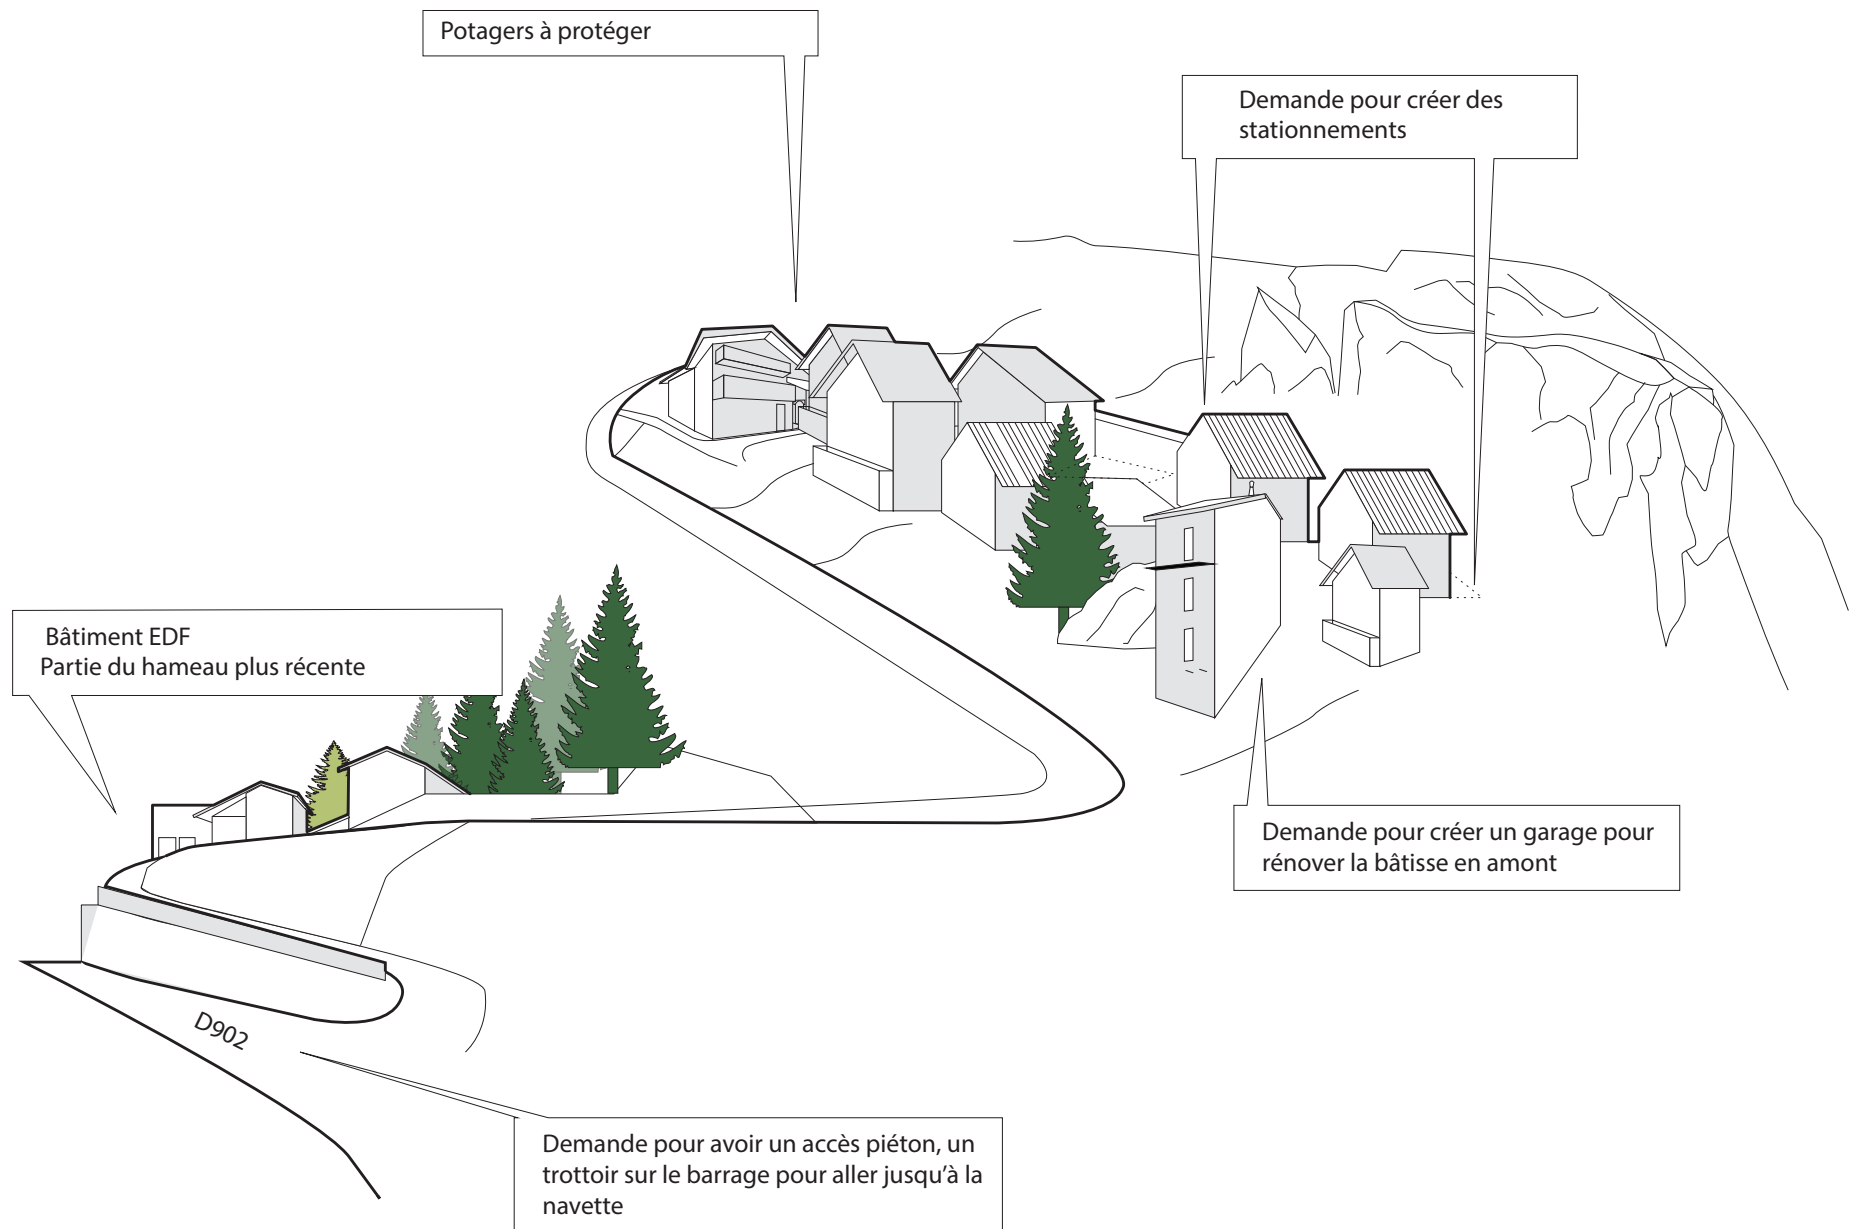 Potagers à protéger
Demande pour créer des
stationnements
Bâtiment EDF
Partie du hameau plus récente
Demande pour créer un garage pour
rénover la bâtisse en amont
D902
Demande pour avoir un accès piéton, un
trottoir sur le barrage pour aller jusqu'à la
navette